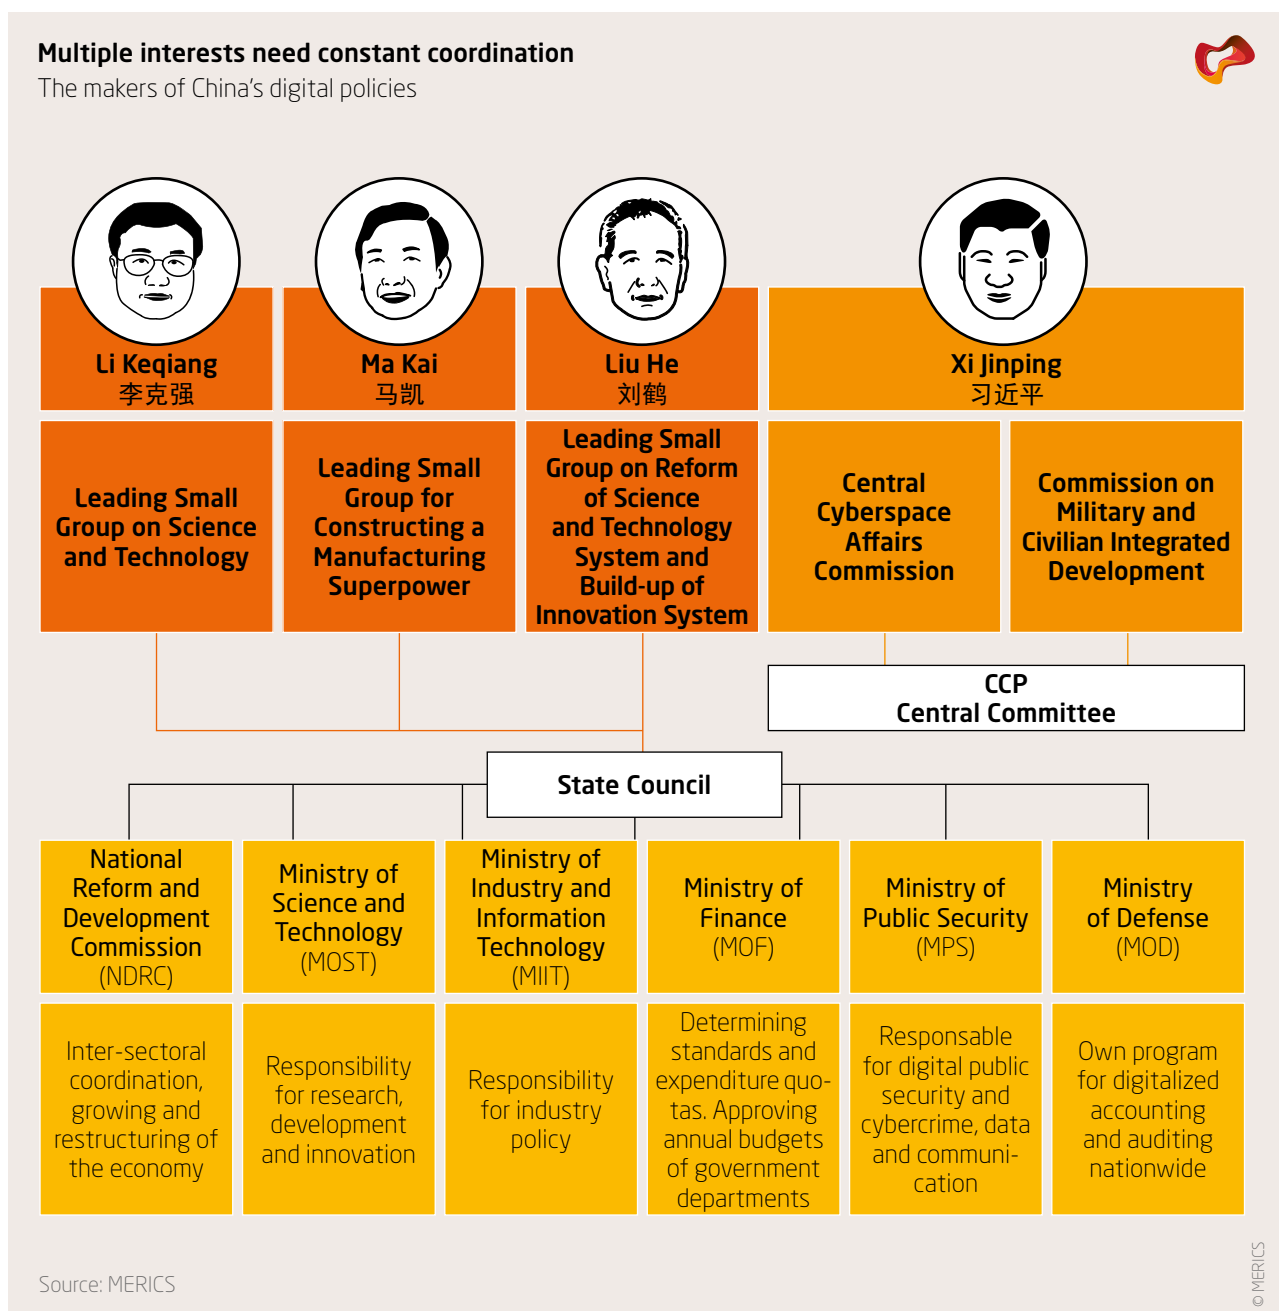 Multiple interests need constant coordination
The makers of China's digital policies
Li Keqiang
李克强
Ma Kai
马凯
Liu He
刘鹤
Xi Jinping
习近平
Leading Small
Group on Science
and Technology
Leading Small
Group for
Constructing a
Manufacturing
Superpower
Leading Small
Group on Reform
of Science
and Technology
System and
Build-up of
Innovation System
Central
Cyberspace
Affairs
Commission
Commission on
Military and
Civilian Integrated
Development
CCP
Central Committee
State Council
National
Reform and
Development
Commission
(NDRC)
Ministry of
Science and
Technology
(MOST)
Ministry of
Industry and
Information
Technology
(MIIT)
Ministry of
Finance
(MOF)
Ministry of
Public Security
(MPS)
Ministry
of Defense
(MOD)
Inter-sectoral
coordination,
growing and
restructuring of
the economy
Responsibility
for research,
development
and innovation
Responsibility
for industry
policy
Determining
standards and
expenditure quo-
tas. Approving
annual budgets
of government
departments
Responsable
for digital public
security and
cybercrime, data
and communi-
cation
Own program
for digitalized
accounting
and auditing
nationwide
Source: MERICS
© MERICS